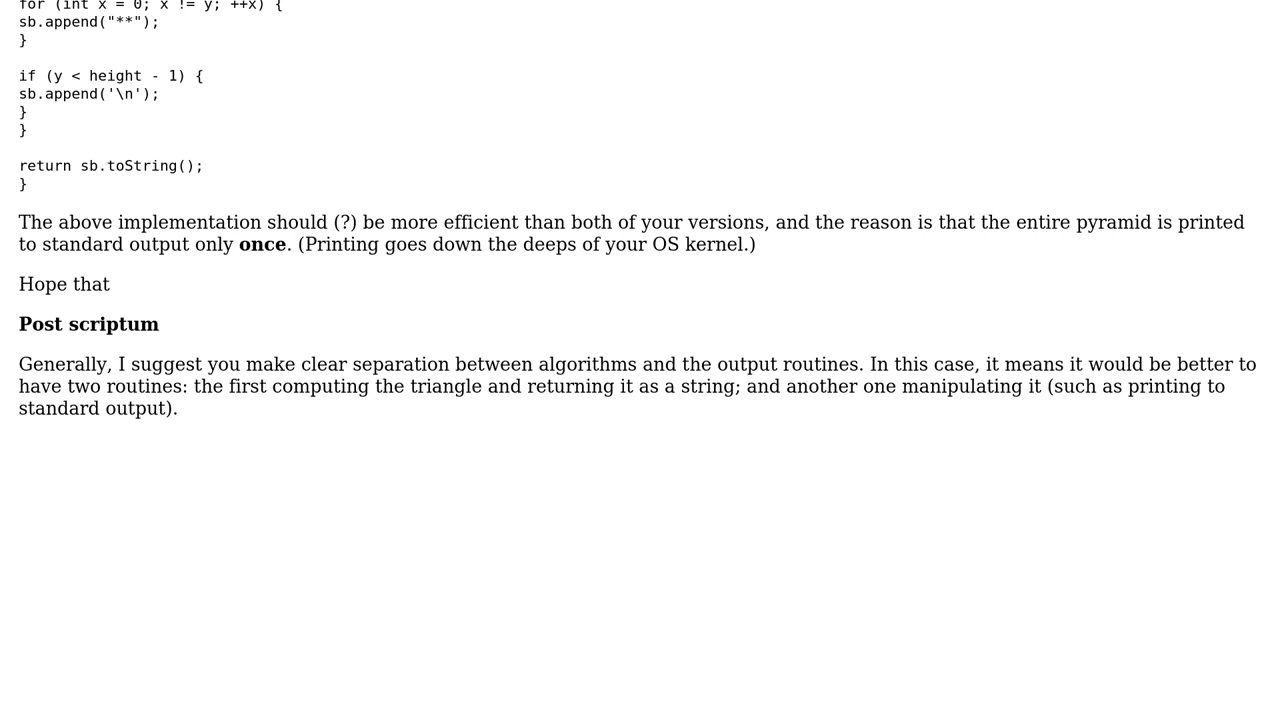 for (int x = 0; x != y; ++x) {
sb.append("**");
}
if (y < height - 1) {
sb.append('\n');
}
}
return sb.toString();
}
The above implementation should (?) be more efficient than both of your versions, and the reason is that the entire pyramid is printed
to standard output only once. (Printing goes down the deeps of your OS kernel.)
Hope that
Post scriptum
Generally, I suggest you make clear separation between algorithms and the output routines. In this case, it means it would be better to
have two routines: the first computing the triangle and returning it as a string; and another one manipulating it (such as printing to
standard output).